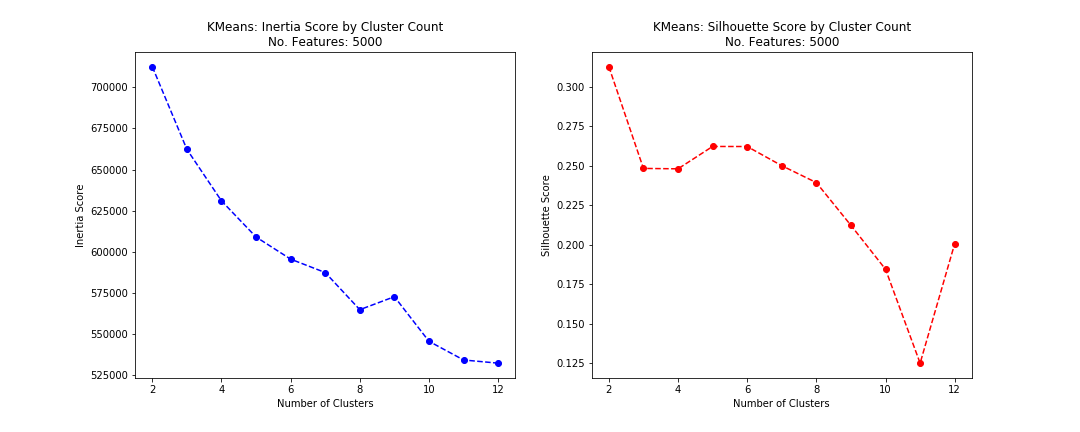 KMeans: Inertia Score by Cluster Count
No. Features: 5000
700000
675000
650000
625000
600000
575000
550000
525000
Inertia Score
2 4 6 8 10 12
Number of Clusters
KMeans: Silhouette Score by Cluster Count
No. Features: 5000
0.300
0.275
0.250
0.225
0.200
0.175
0.150
0.125
Silhouette Score
2 4 6 8 10 12
Number of Clusters